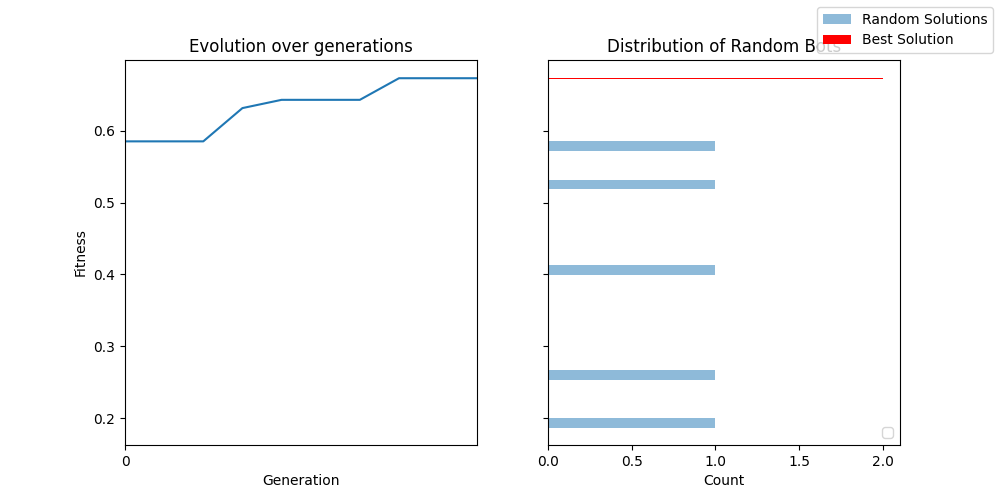 Random Solutions
Best Solution
Evolution over generations
Distribution of Random Bots
Fitness
0.6
0.5
0.4
0.3
0.2
0
Generation
0.0 0.5 1.0 1.5 2.0
Count